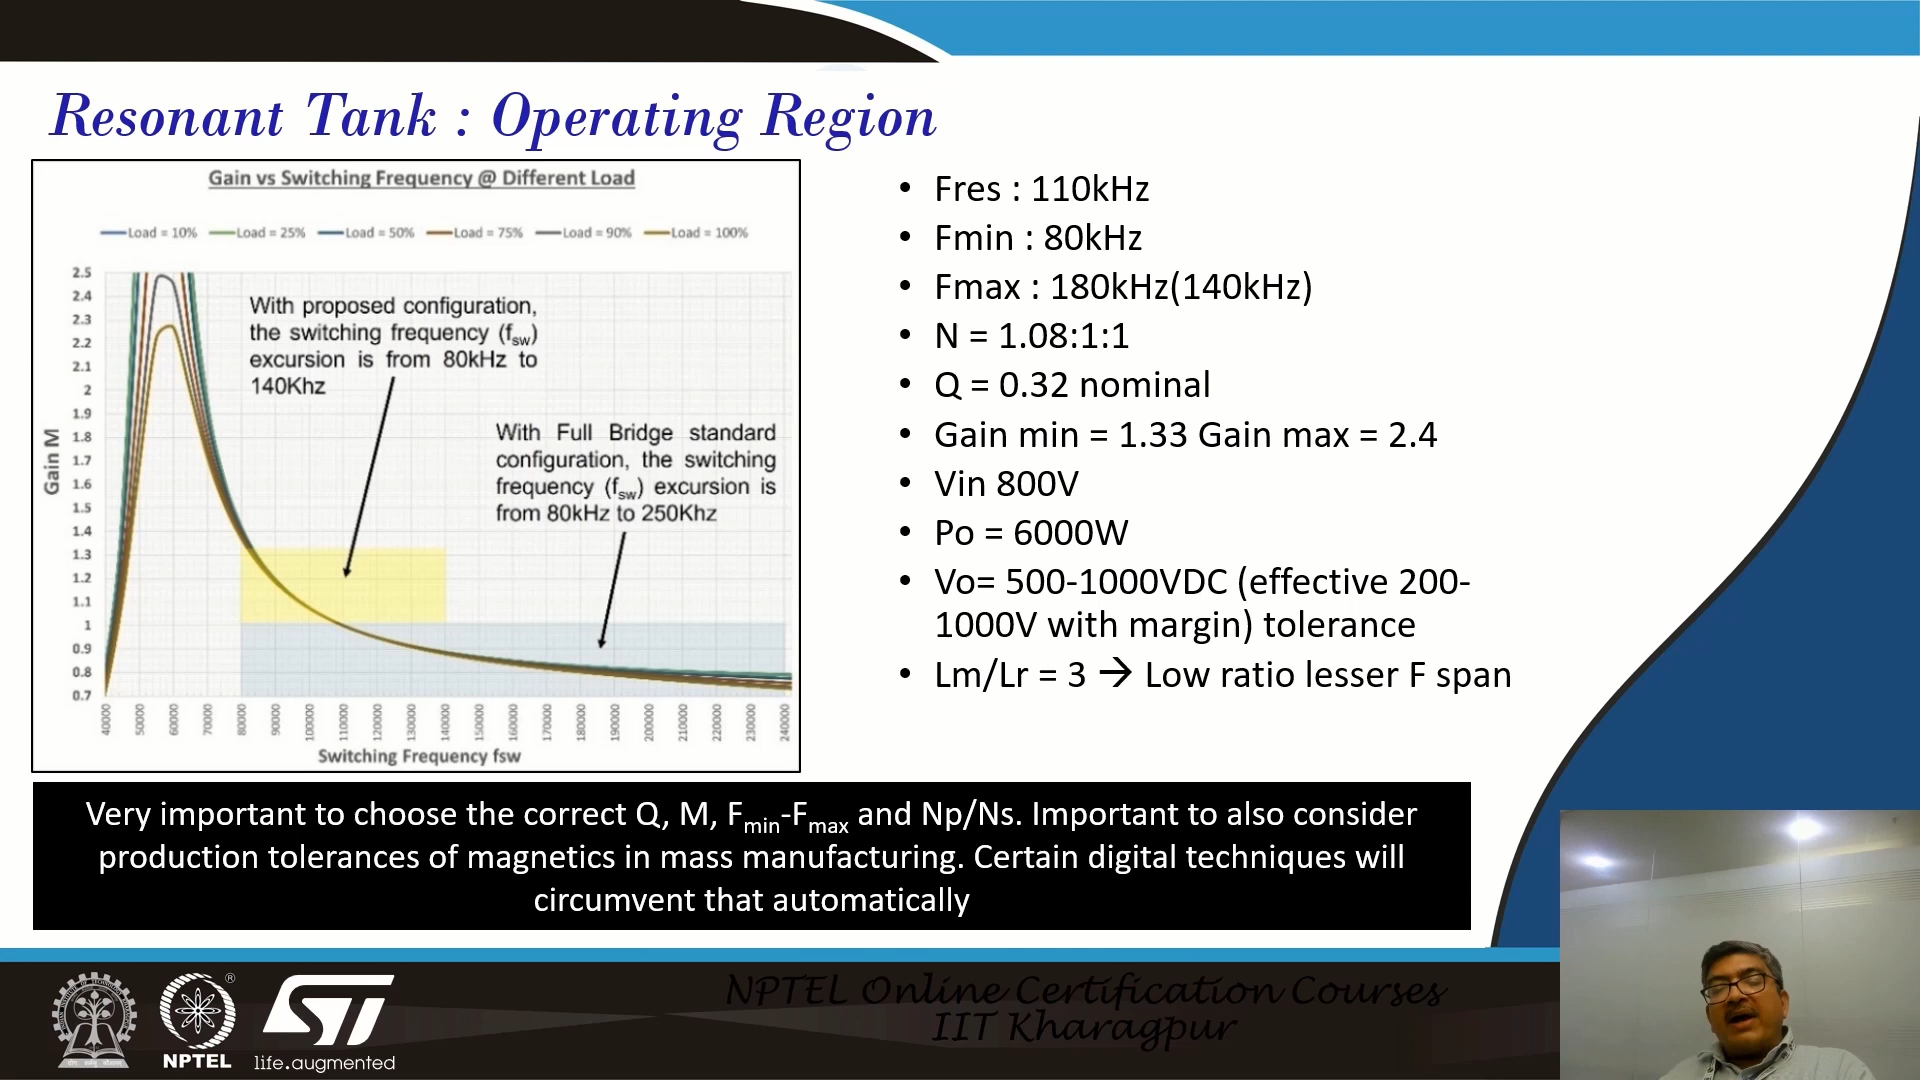 Resonant Tank : Operating Region
Gain vs Switching Frequency @ Different Load
Load = 10% Load = 25% Load = 50% Load = 75% Load = 90% Load = 100%
2.5
2.4
2.3
2.2
2.1
2
1.9
1.8
1.7
1.6
1.5
1.4
1.3
1.2
1.1
1
0.9
0.8
0.7
Gain M
With proposed configuration,
the switching frequency (fsw)
excursion is from 80kHz to
140Khz
With Full Bridge standard
configuration, the switching
frequency (fsw) excursion is
from 80kHz to 250Khz
40000 50000 60000 70000 80000 90000 100000 110000 120000 130000 140000 150000 160000 170000 180000 190000 200000 210000 220000 230000 240000
Switching Frequency fsw
• Fres : 110kHz
• Fmin : 80kHz
• Fmax : 180kHz(140kHz)
• N = 1.08:1:1
• Q = 0.32 nominal
• Gain min = 1.33 Gain max = 2.4
• Vin 800V
• Po = 6000W
• Vo= 500-1000VDC (effective 200-
1000V with margin) tolerance
• Lm/Lr = 3 → Low ratio lesser F span
Very important to choose the correct Q, M, Fmin-Fmax and Np/Ns. Important to also consider
production tolerances of magnetics in mass manufacturing. Certain digital techniques will
circumvent that automatically
NPTEL ®
ST
life.augmented
NPTEL Online Certification Courses
IIT Kharagpur